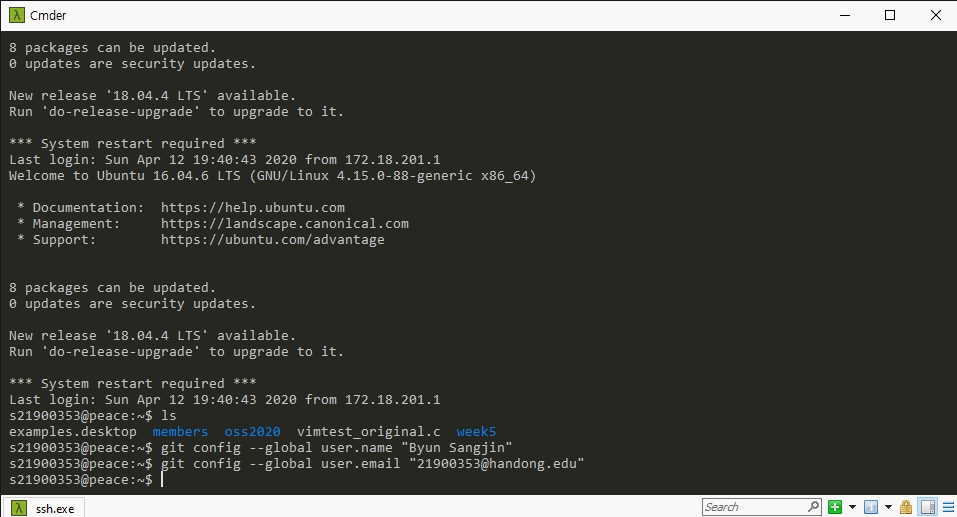 Cmder
8 packages can be updated.
0 updates are security updates.
New release '18.04.4 LTS' available.
Run 'do-release-upgrade' to upgrade to it.
*** System restart required ***
Last login: Sun Apr 12 19:40:43 2020 from 172.18.201.1
Welcome to Ubuntu 16.04.6 LTS (GNU/Linux 4.15.0-88-generic x86_64)
* Documentation:  https://help.ubuntu.com
* Management:     https://landscape.canonical.com
* Support:        https://ubuntu.com/advantage
8 packages can be updated.
0 updates are security updates.
New release '18.04.4 LTS' available.
Run 'do-release-upgrade' to upgrade to it.
*** System restart required ***
Last login: Sun Apr 12 19:40:43 2020 from 172.18.201.1
s21900353@peace:~$ ls
examples.desktop  members  oss2020  vimtest_original.c  week5
s21900353@peace:~$ git config --global user.name "Byun Sangjin"
s21900353@peace:~$ git config --global user.email "21900353@handong.edu"
s21900353@peace:~$
ssh.exe
Search